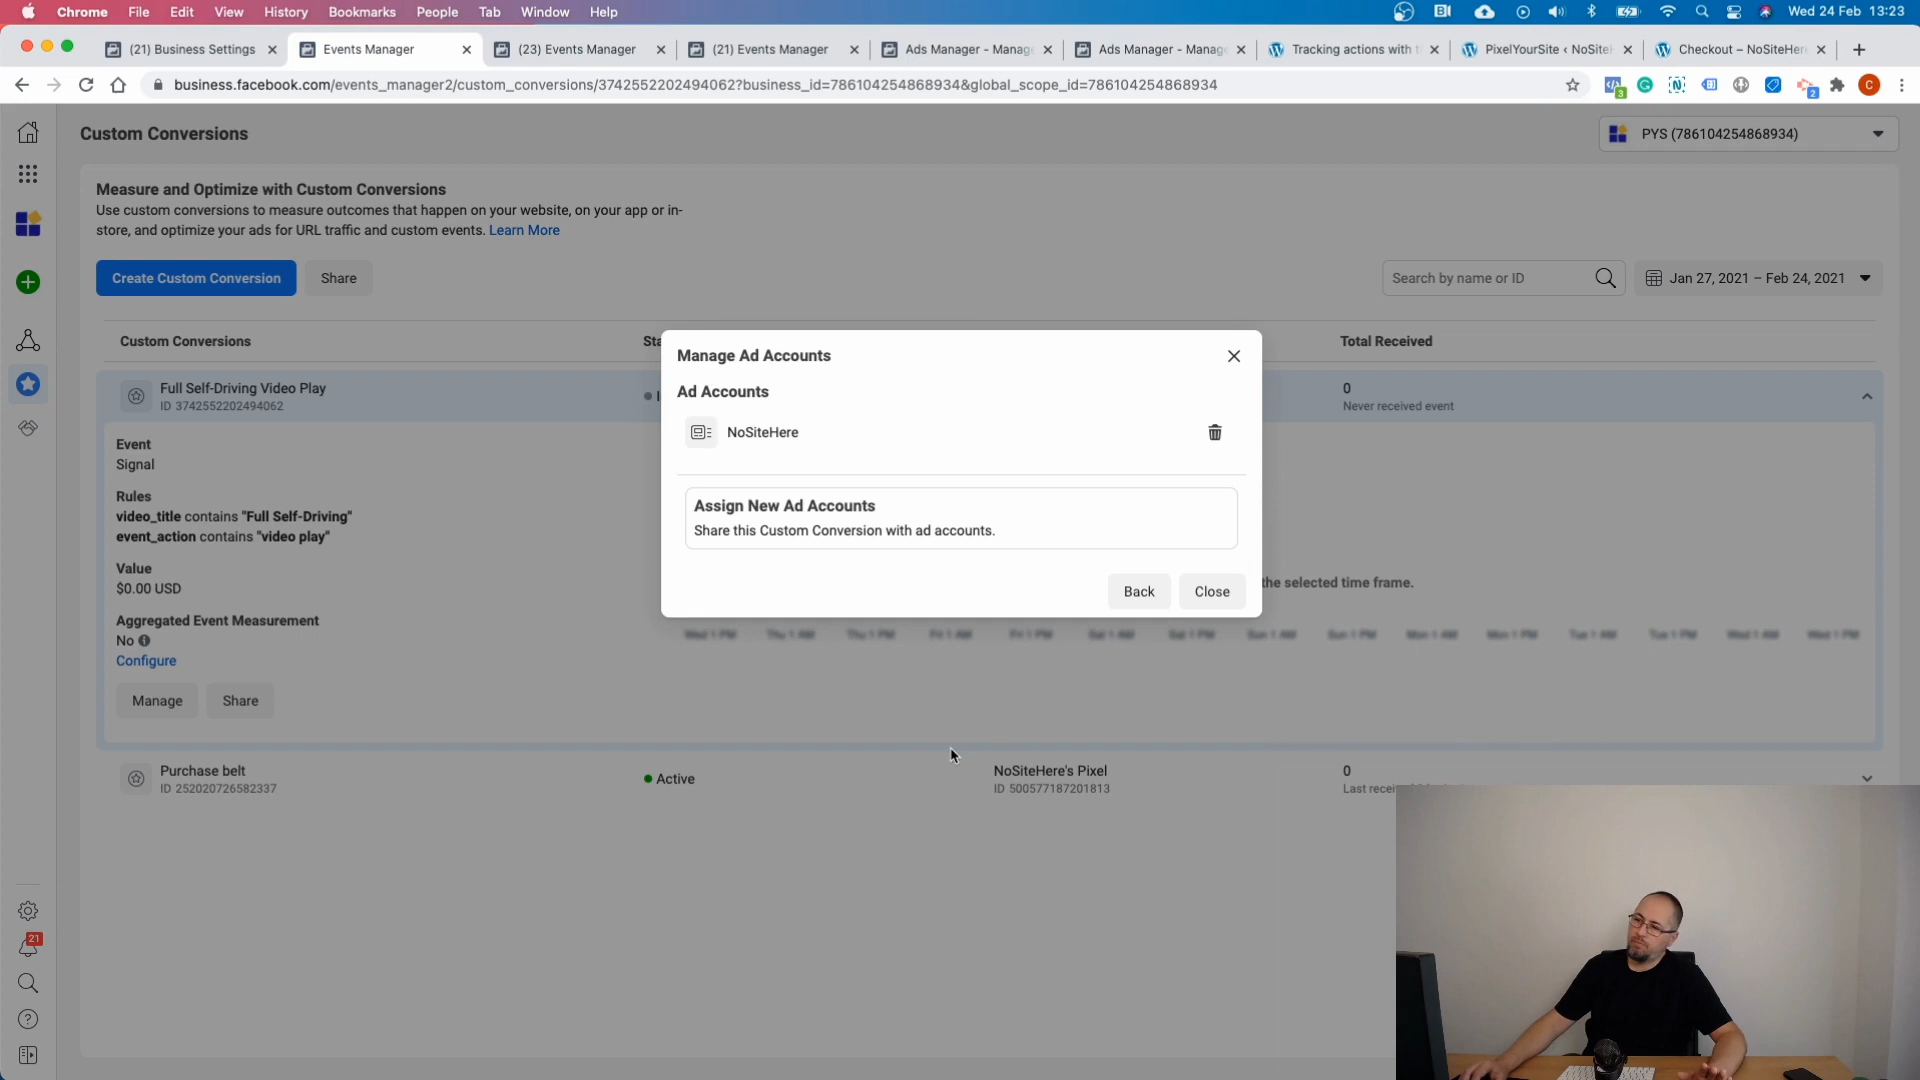 Chrome File Edit View History Bookmarks People Tab Window Help Wed 24 Feb 13:23
(21) Business Settings Events Manager (23) Events Manager (21) Events Manager Ads Manager - Manag Ads Manager - Manag Tracking actions with PixelYourSite ‹ NoSiteH Checkout – NoSiteHer
business.facebook.com/events_manager2/custom_conversions/3742552202494062?business_id=786104254868934&global_scope_id=786104254868934 3 2 C
Custom Conversions
PYS (786104254868934)
Measure and Optimize with Custom Conversions
Use custom conversions to measure outcomes that happen on your website, on your app or in-
store, and optimize your ads for URL traffic and custom events. Learn More
Create Custom Conversion Share
Search by name or ID
Jan 27, 2021 – Feb 24, 2021
Custom Conversions
Total Received
Full Self-Driving Video Play
ID 3742552202494062
0
Never received event
Event
Signal
Rules
video_title contains "Full Self-Driving"
event_action contains "video play"
Value
$0.00 USD
Aggregated Event Measurement
No
Configure
Manage Share
Manage Ad Accounts
Ad Accounts
NoSiteHere
Assign New Ad Accounts
Share this Custom Conversion with ad accounts.
Back Close
the selected time frame.
Wed 1 PM Thu 1 AM Thu 1 PM Fri 1 AM Fri 1 PM Sat 1 AM Sat 1 PM Sun 1 AM Sun 1 PM Mon 1 AM Mon 1 PM Tue 1 AM Tue 1 PM Wed 1 AM Wed 1 PM
Purchase belt
ID 252020726582337
Active
NoSiteHere's Pixel
ID 500577187201813
0
Last recei
21